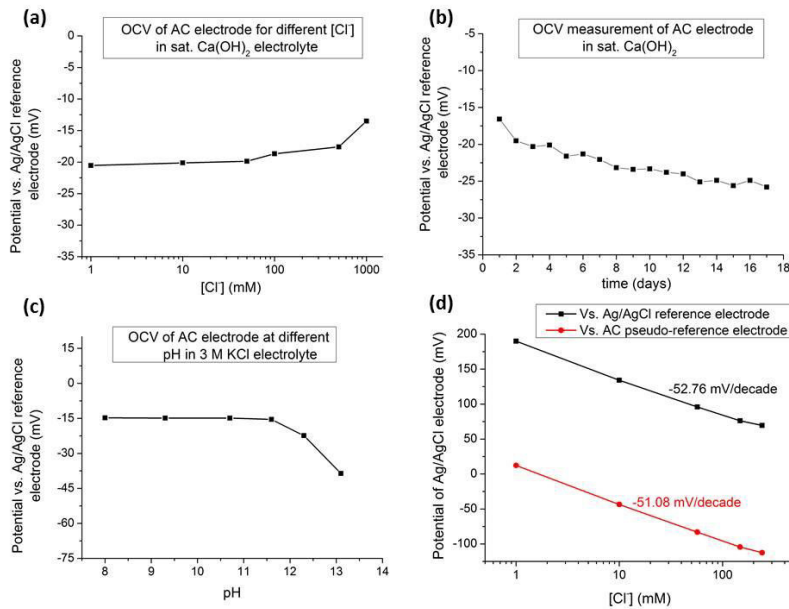 (a)
OCV of AC electrode for different [Cl⁻]
in sat. Ca(OH)₂ electrolyte
Potential vs. Ag/AgCl reference
electrode (mV)
0
-5
-10
-15
-20
-25
-30
-35
1
10
100
1000
[Cl⁻] (mM)
(b)
OCV measurement of AC electrode
in sat. Ca(OH)₂
Potential vs. Ag/AgCl reference
electrode (mV)
-5
-10
-15
-20
-25
-30
-35
0
2
4
6
8
10
12
14
16
18
time (days)
(c)
OCV of AC electrode at different
pH in 3 M KCl electrolyte
Potential vs. Ag/AgCl reference
electrode (mV)
15
0
-15
-30
-45
-60
-75
8
9
10
11
12
13
14
pH
(d)
Vs. Ag/AgCl reference electrode
Vs. AC pseudo-reference electrode
Potential of Ag/AgCl electrode (mV)
200
150
100
50
0
-50
-100
-52.76 mV/decade
-51.08 mV/decade
1
10
100
[Cl⁻] (mM)